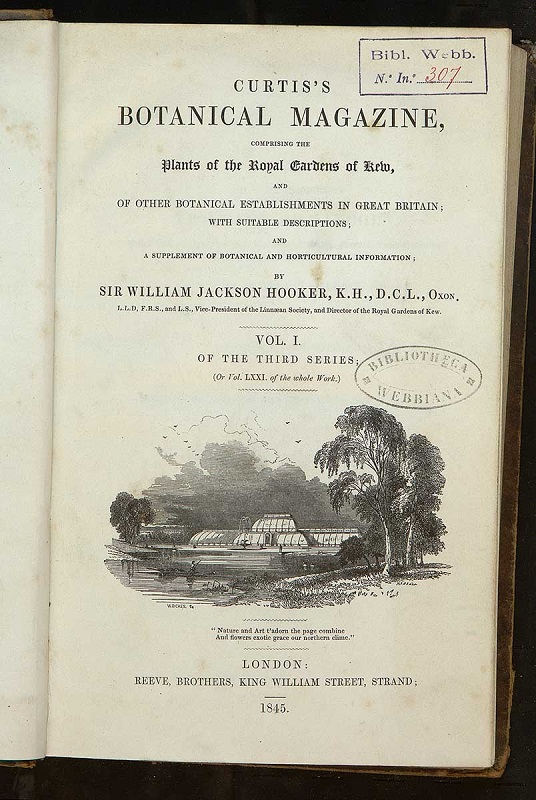 Bibl. Webb.
N.º In.º 307
CURTIS'S
BOTANICAL MAGAZINE,
COMPRISING THE
Plants of the Royal Gardens of Kew,
AND
OF OTHER BOTANICAL ESTABLISHMENTS IN GREAT BRITAIN;
WITH SUITABLE DESCRIPTIONS;
AND
A SUPPLEMENT OF BOTANICAL AND HORTICULTURAL INFORMATION;
BY
SIR WILLIAM JACKSON HOOKER, K.H., D.C.L., OXON.
L.L.D, F.R.S., and L.S., Vice-President of the Linnæan Society, and Director of the Royal Gardens of Kew.
VOL. I.
OF THE THIRD SERIES;
(Or Vol. LXXI. of the whole Work.)
BIBLIOTHECA
WEBBIANA
"Nature and Art t'adorn the page combine
And flowers exotic grace our northern clime."
LONDON:
REEVE, BROTHERS, KING WILLIAM STREET, STRAND;
1845.